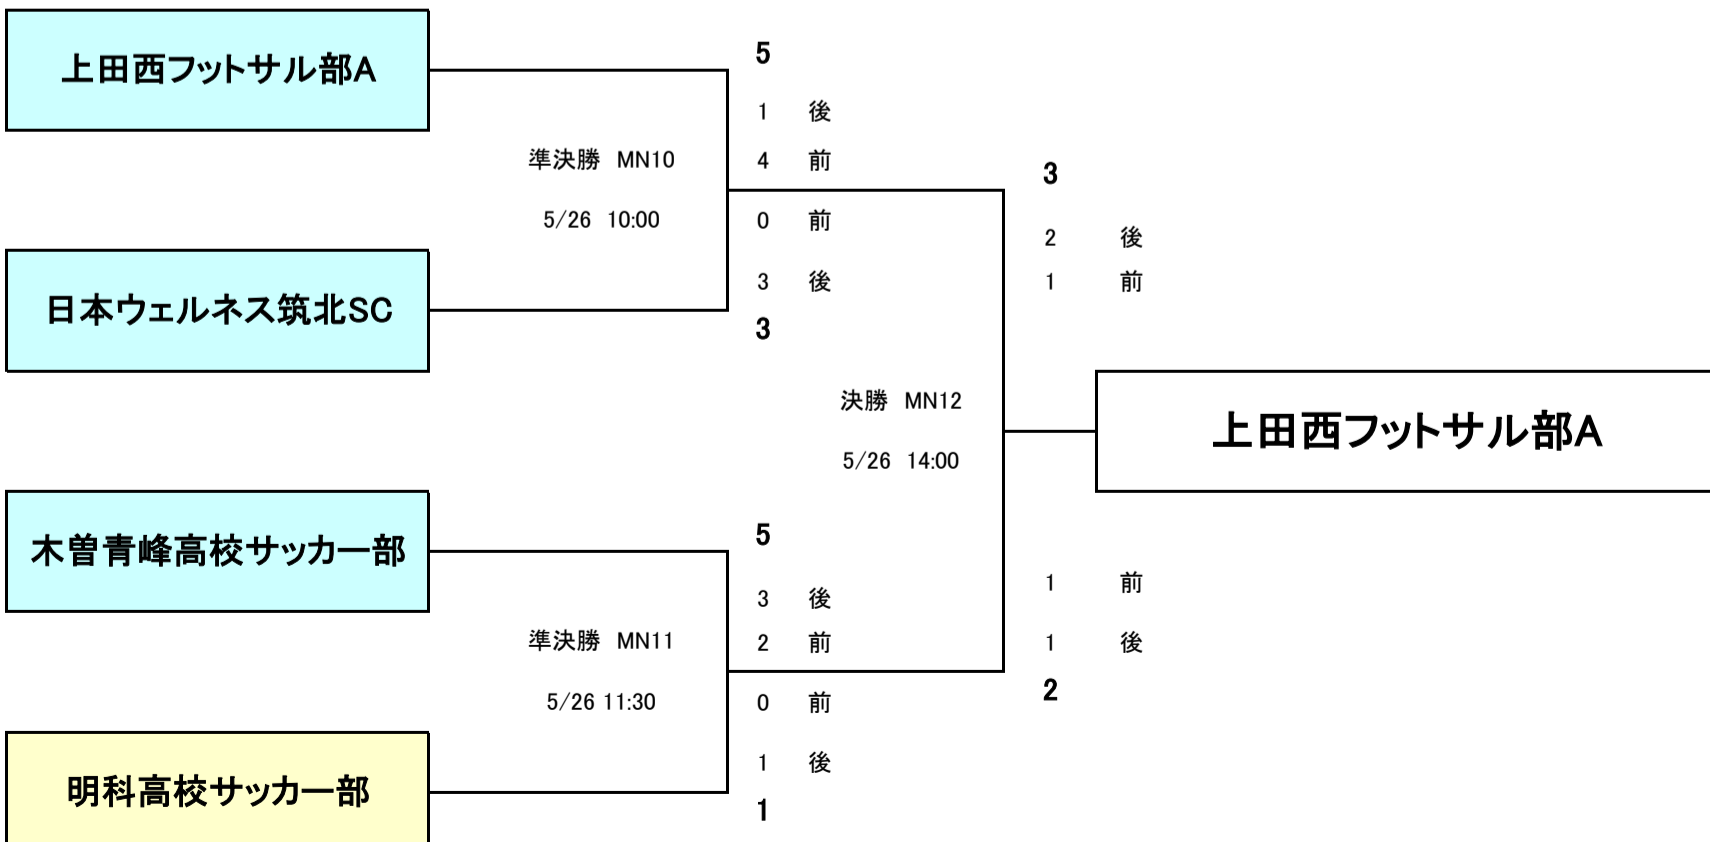 上田西フットサル部A
5
1 後
準決勝 MN10
4 前
3
5/26 10:00
0 前
2 後
3 後
1 前
日本ウェルネス筑北SC
3
決勝 MN12
上田西フットサル部A
5/26 14:00
木曽青峰高校サッカー部
5
1 前
3 後
準決勝 MN11
2 前
1 後
2
5/26 11:30
0 前
1 後
明科高校サッカー部
1